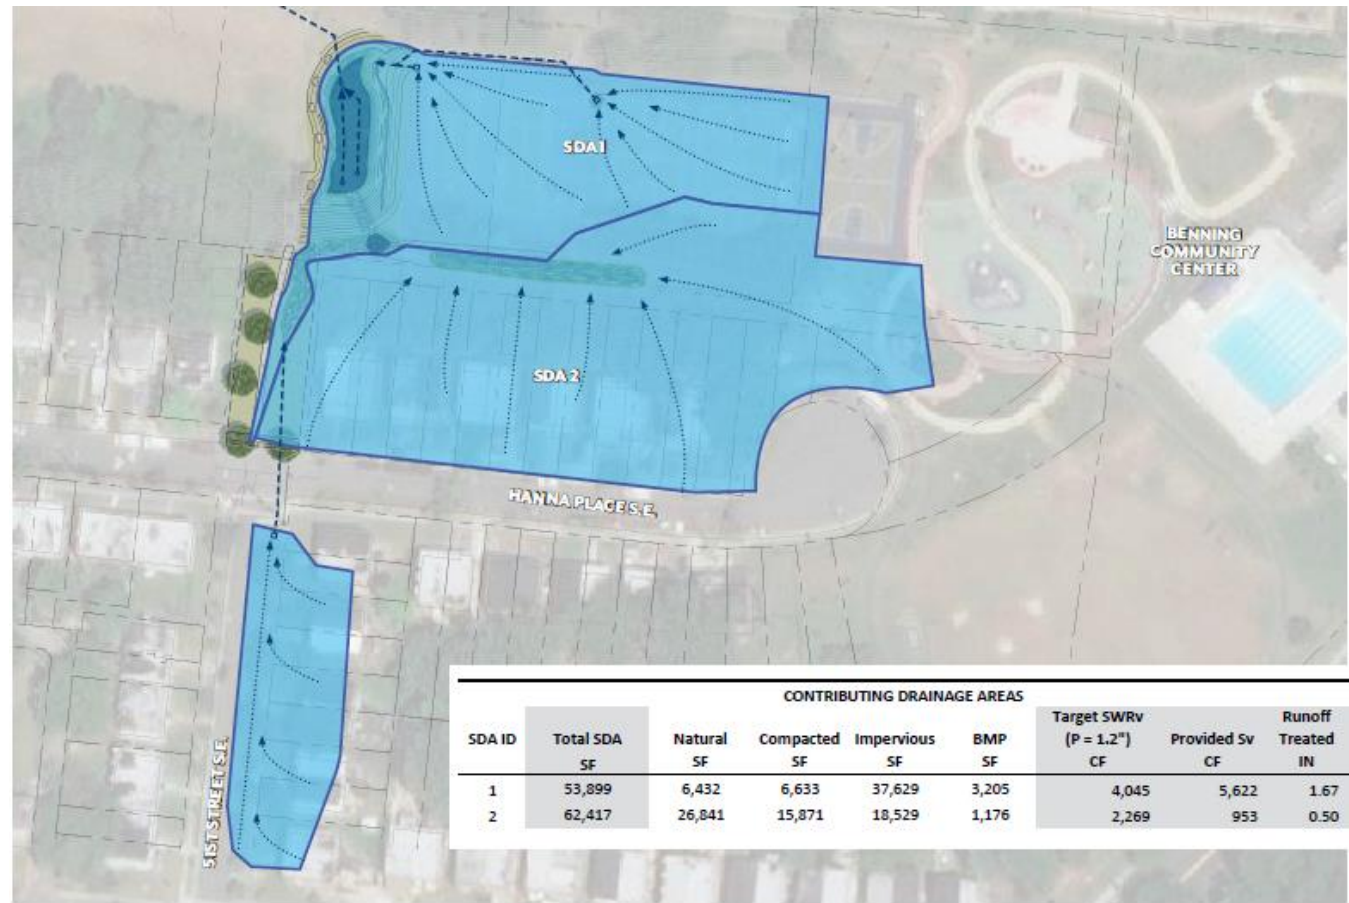 SDA1
BENNING
COMMUNITY
CENTER
SDA 2
HANNA PLACE S.E.
51ST STREET S.E.
CONTRIBUTING DRAINAGE AREAS
SDA ID Total SDA Natural Compacted Impervious BMP Target SWRv (P = 1.2") Provided Sv Runoff Treated
SF SF SF SF SF CF CF IN
1 53,899 6,432 6,633 37,629 3,205 4,045 5,622 1.67
2 62,417 26,841 15,871 18,529 1,176 2,269 953 0.50